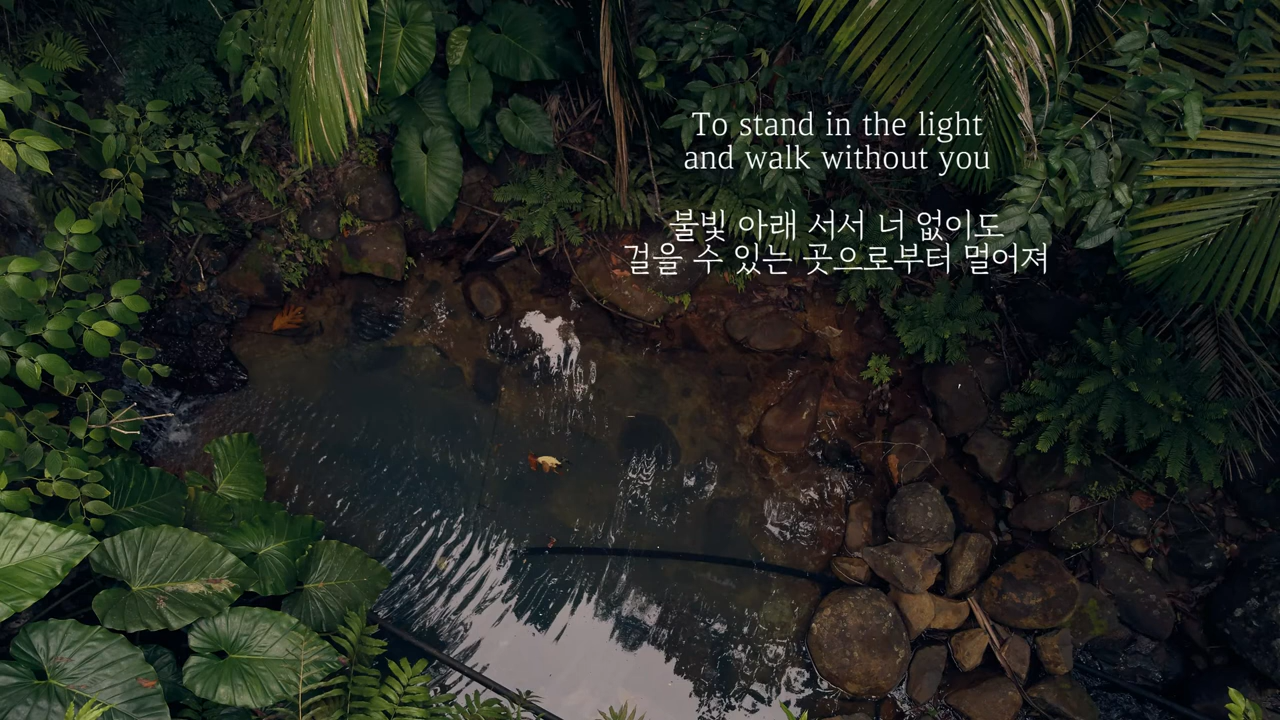 To stand in the light
and walk without you
불빛 아래 서서 너 없이도
걸을 수 있는 곳으로부터 멀어져